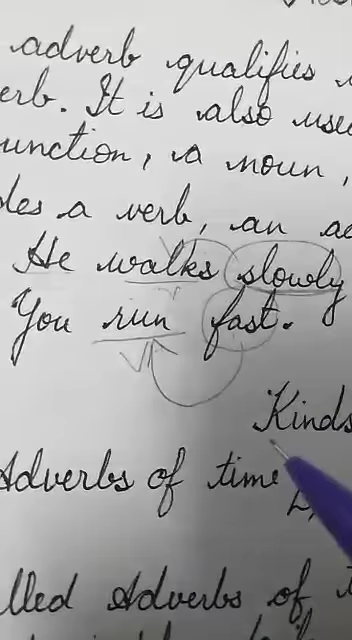 adverb qualifies
erb. It is also use
unction, a noun,
des a verb, an
He walks slowly
You run fast.
V
Kinds
Adverbs of time
lled Adverbs of